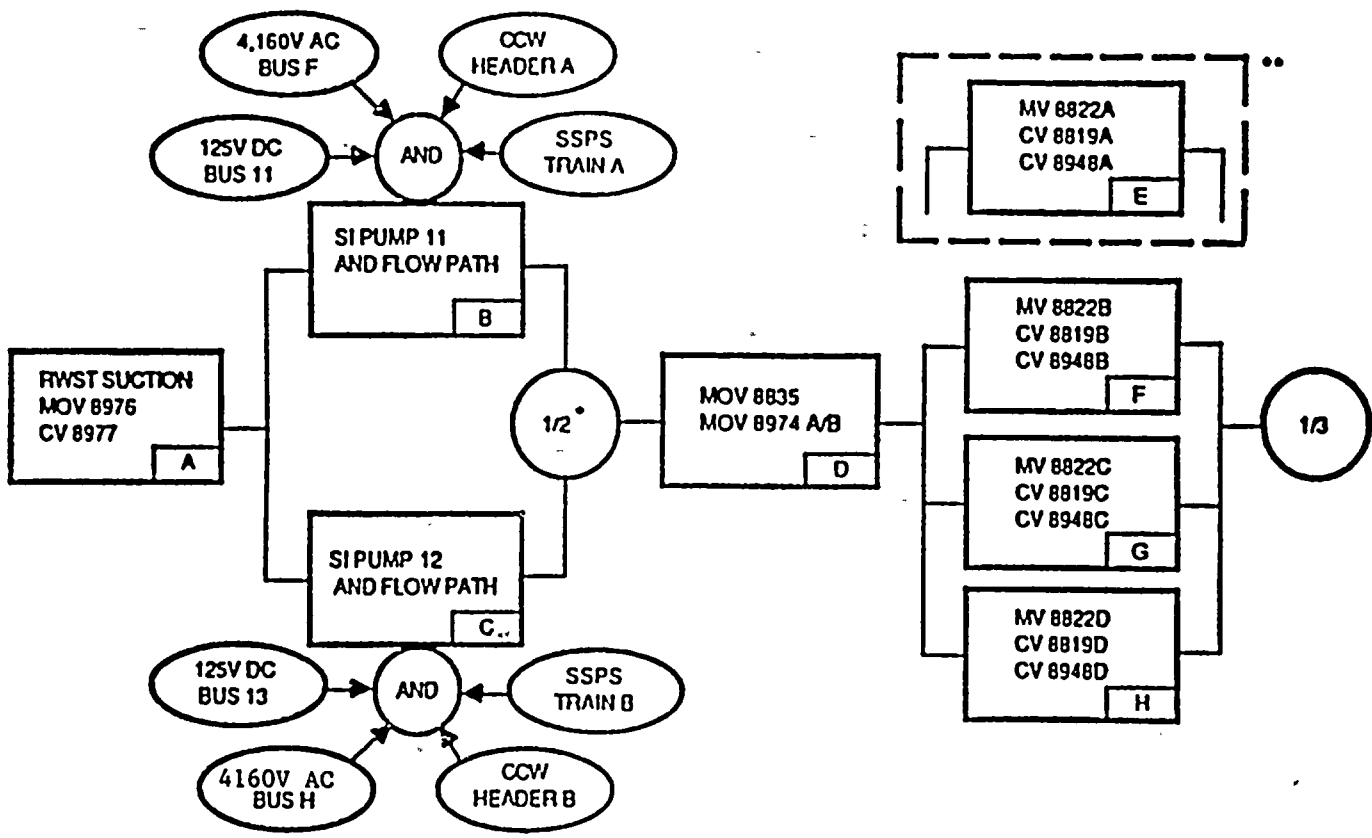 4,160V AC
BUS F
CCW
HEADER A
125V DC
BUS 11
AND
SSPS
TRAIN A
SI PUMP 11
AND FLOW PATH
B
RWST SUCTION
MOV 8976
CV 8977
A
1/2*
SI PUMP 12
AND FLOW PATH
C
125V DC
BUS 13
AND
SSPS
TRAIN B
4160V AC
BUS H
CCW
HEADER B
MOV 8835
MOV 8974 A/B
D
**
MV 8822A
CV 8819A
CV 8948A
E
MV 8822B
CV 8819B
CV 8948B
F
MV 8822C
CV 8819C
CV 8948C
G
MV 8822D
CV 8819D
CV 8948D
H
1/3